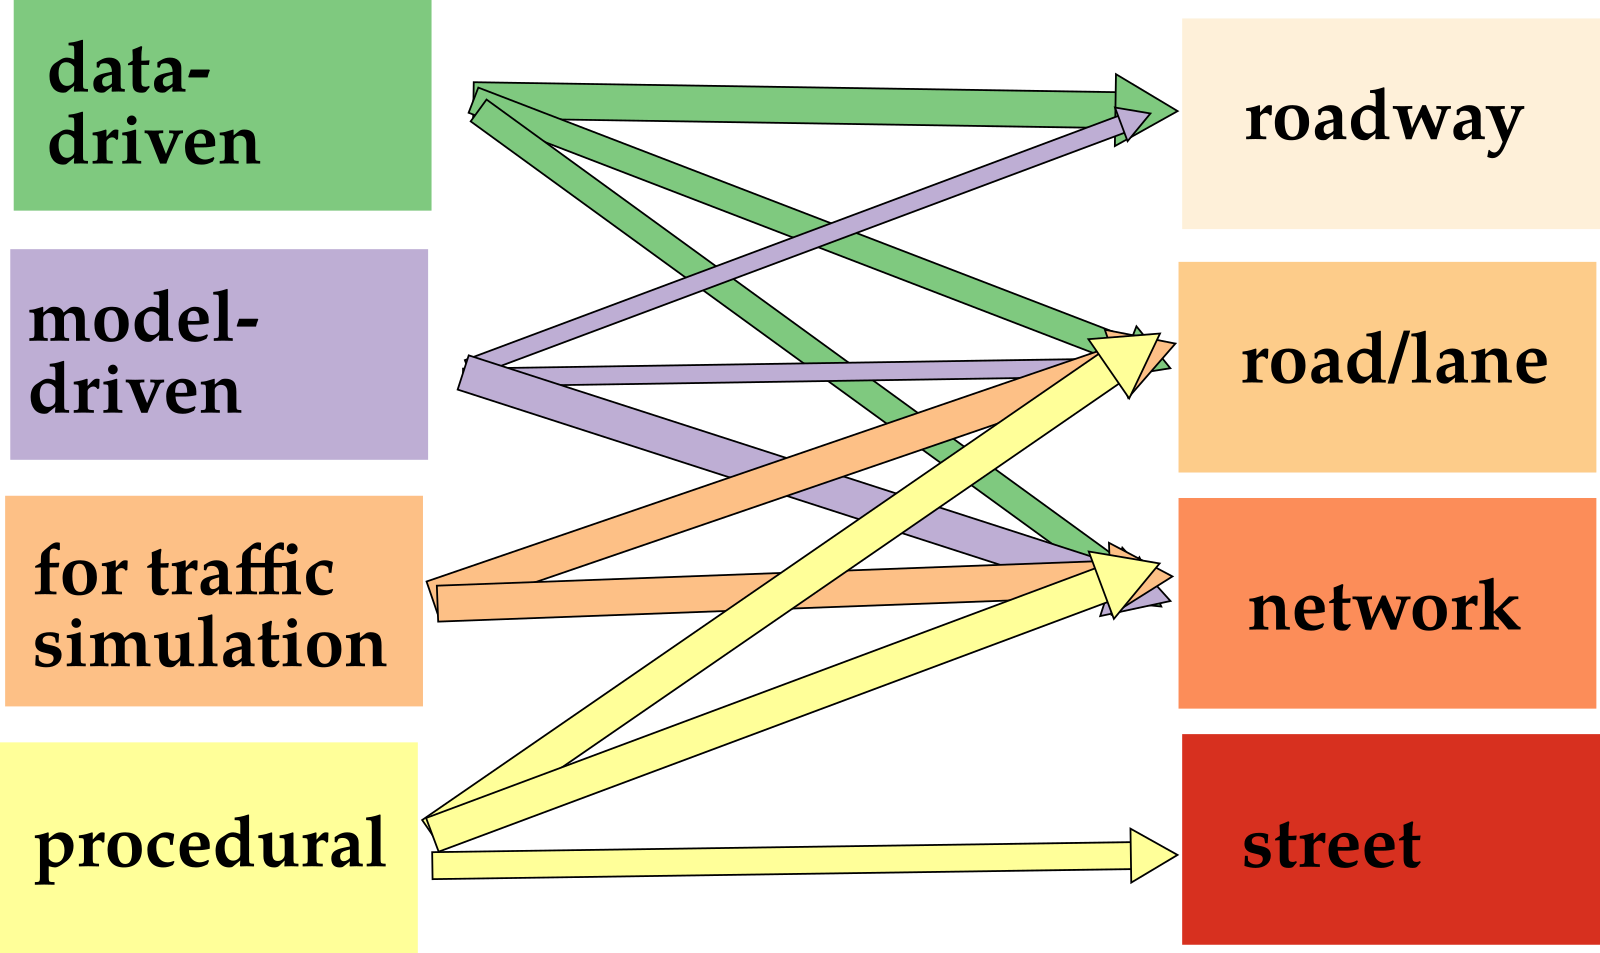 data-
driven
roadway
model-
driven
road/lane
for traffic
simulation
network
procedural
street